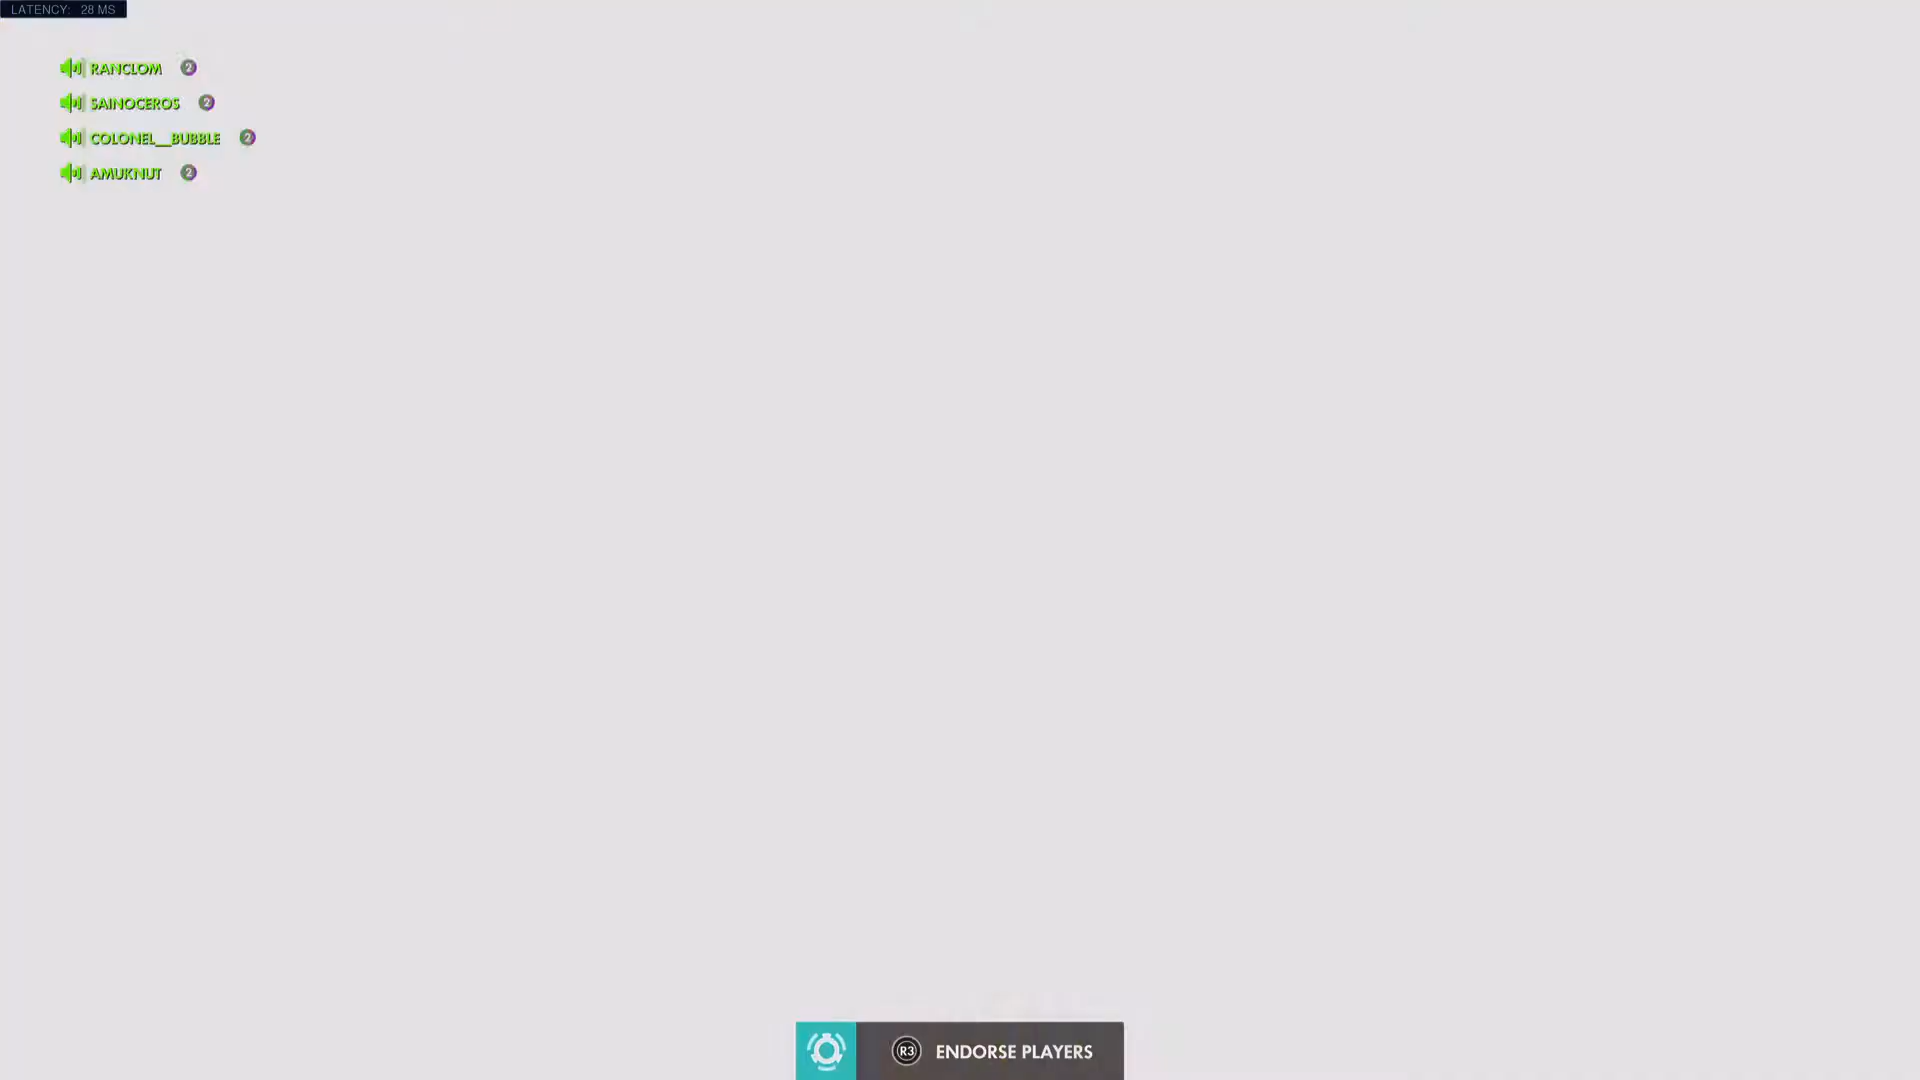 LATENCY: 28 MS
RANCLOM 2
SAINOCEROS 2
COLONEL__BUBBLE 2
AMUKNUT 2
R3 ENDORSE PLAYERS